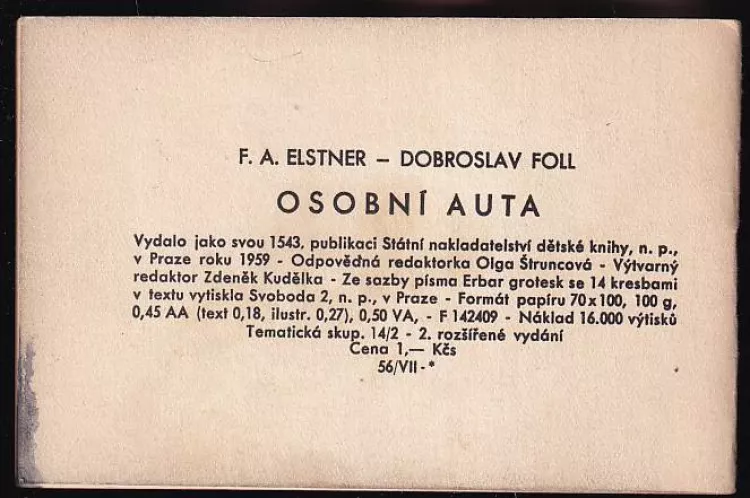 F. A. ELSTNER – DOBROSLAV FOLL
OSOBNÍ AUTA
Vydalo jako svou 1543. publikaci Státní nakladatelství dětské knihy, n. p.,
v Praze roku 1959 - Odpovědná redaktorka Olga Štruncová - Výtvarný
redaktor Zdeněk Kudělka - Ze sazby písma Erbar grotesk se 14 kresbami
v textu vytiskla Svoboda 2, n. p., v Praze - Formát papíru 70x100, 100 g,
0,45 AA (text 0,18, ilustr. 0,27), 0,50 VA, - F 142409 - Náklad 16.000 výtisků
Tematická skup. 14/2 - 2. rozšířené vydání
Cena 1,— Kčs
56/VII-*